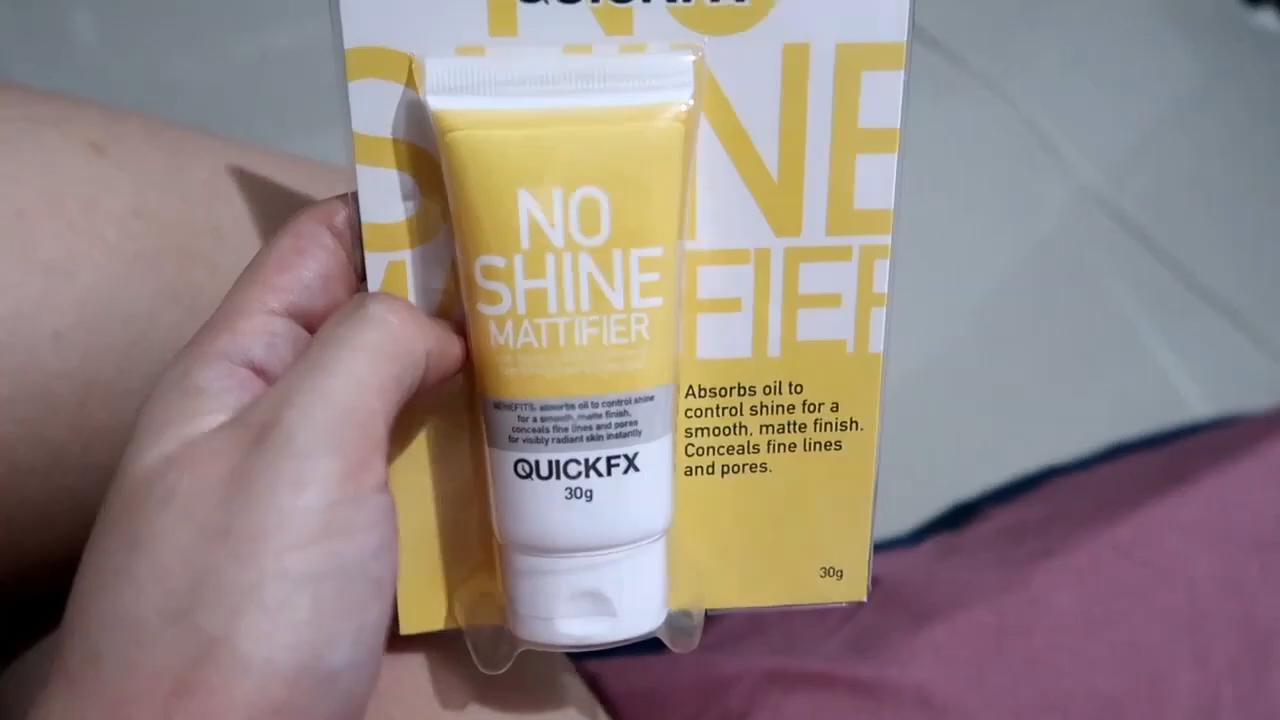 NO
SHINE
MATTIFIER
BENEFITS: absorbs oil to control shine
for a smooth, matte finish,
conceals fine lines and pores
for visibly radiant skin instantly
QUICKFX
30g
Absorbs oil to
control shine for a
smooth, matte finish.
Conceals fine lines
and pores.
30g